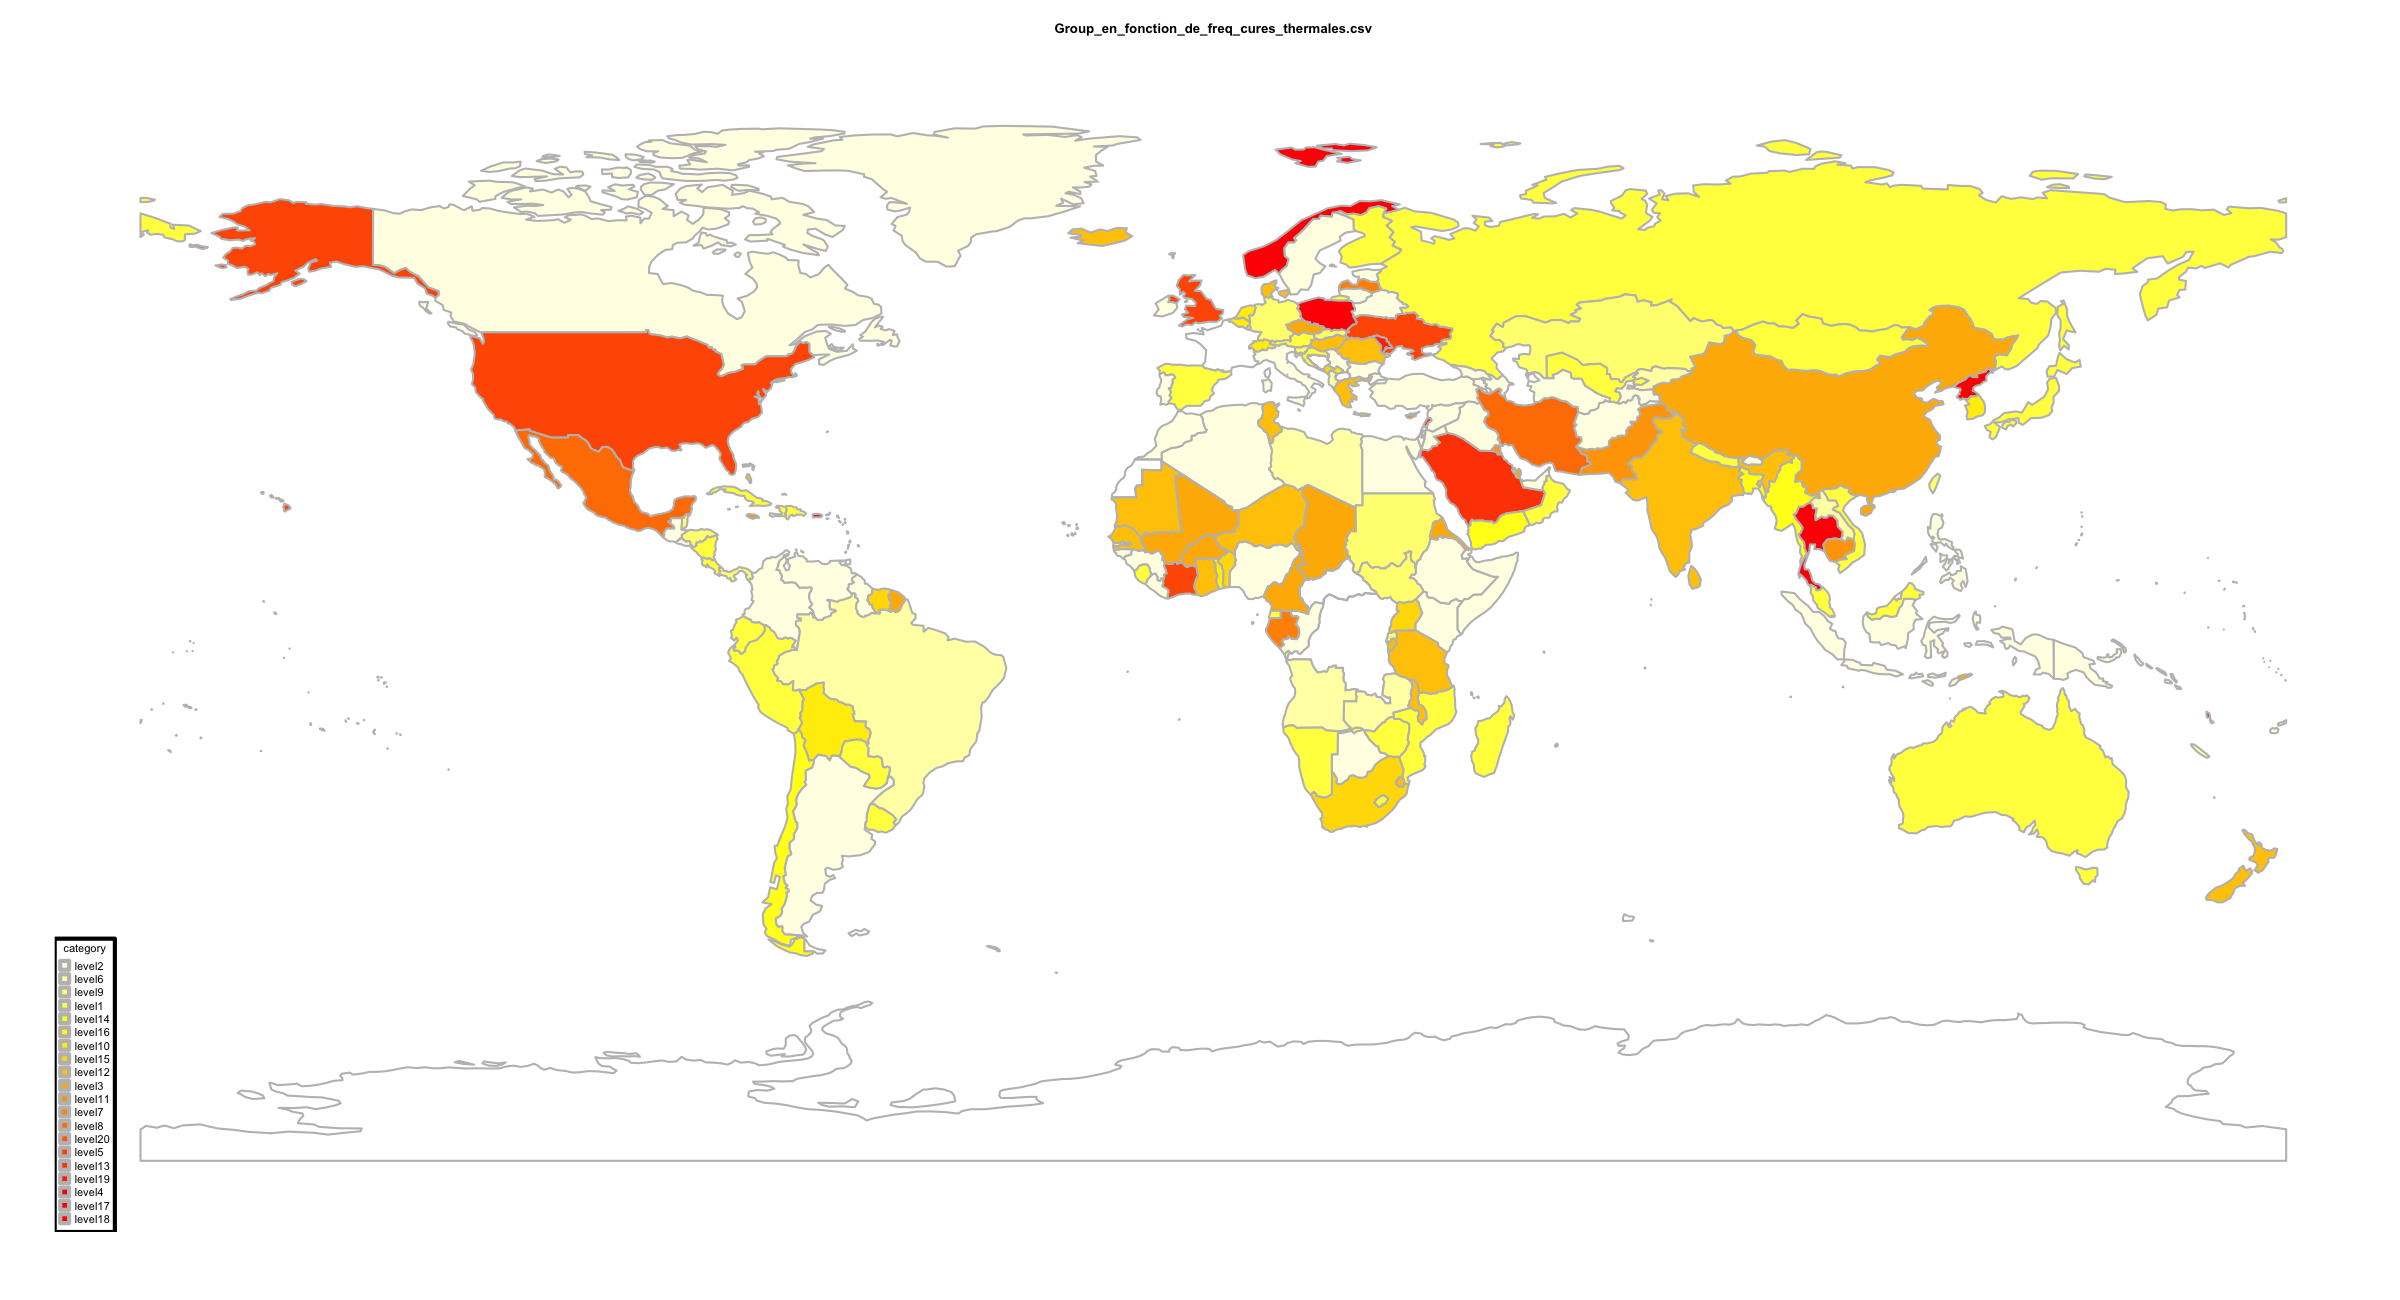 Group_en_fonction_de_freq_cures_thermales.csv
category
level2
level6
level9
level1
level14
level16
level10
level15
level12
level3
level11
level7
level8
level20
level5
level13
level19
level4
level17
level18